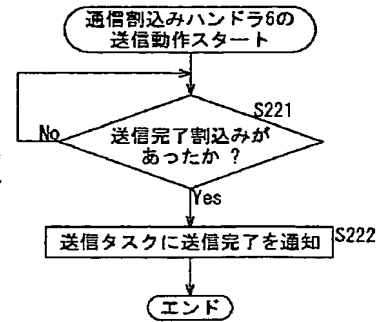 通信割込みハンドラ6の
送信動作スタート
S221
送信完了割込みが
あったか ?
No
Yes
S222
送信タスクに送信完了を通知
エンド